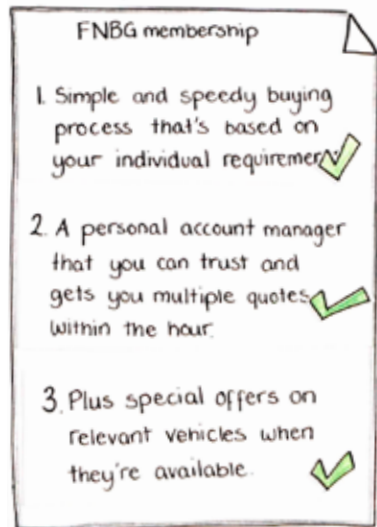 FNBG membership
1. Simple and speedy buying
process that's based on
your individual requiremen
2. A personal account manager
that you can trust and
gets you multiple quotes
within the hour.
3. Plus special offers on
relevant vehicles when
they're available.